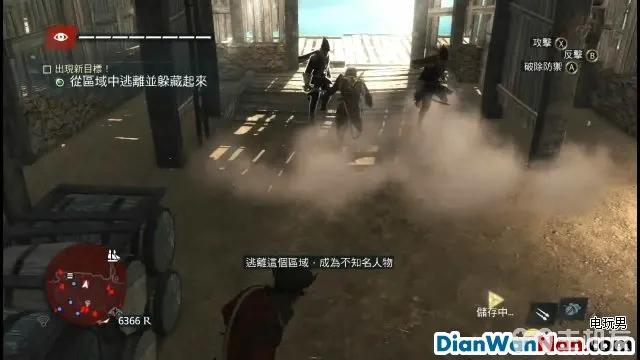 攻擊 X
反擊 B
破除防禦 A
出現新目標！
從區域中逃離並躲藏起來
逃離這個區域，成為不知名人物
儲存中...
6366 R
电玩男
DianWanNan.com